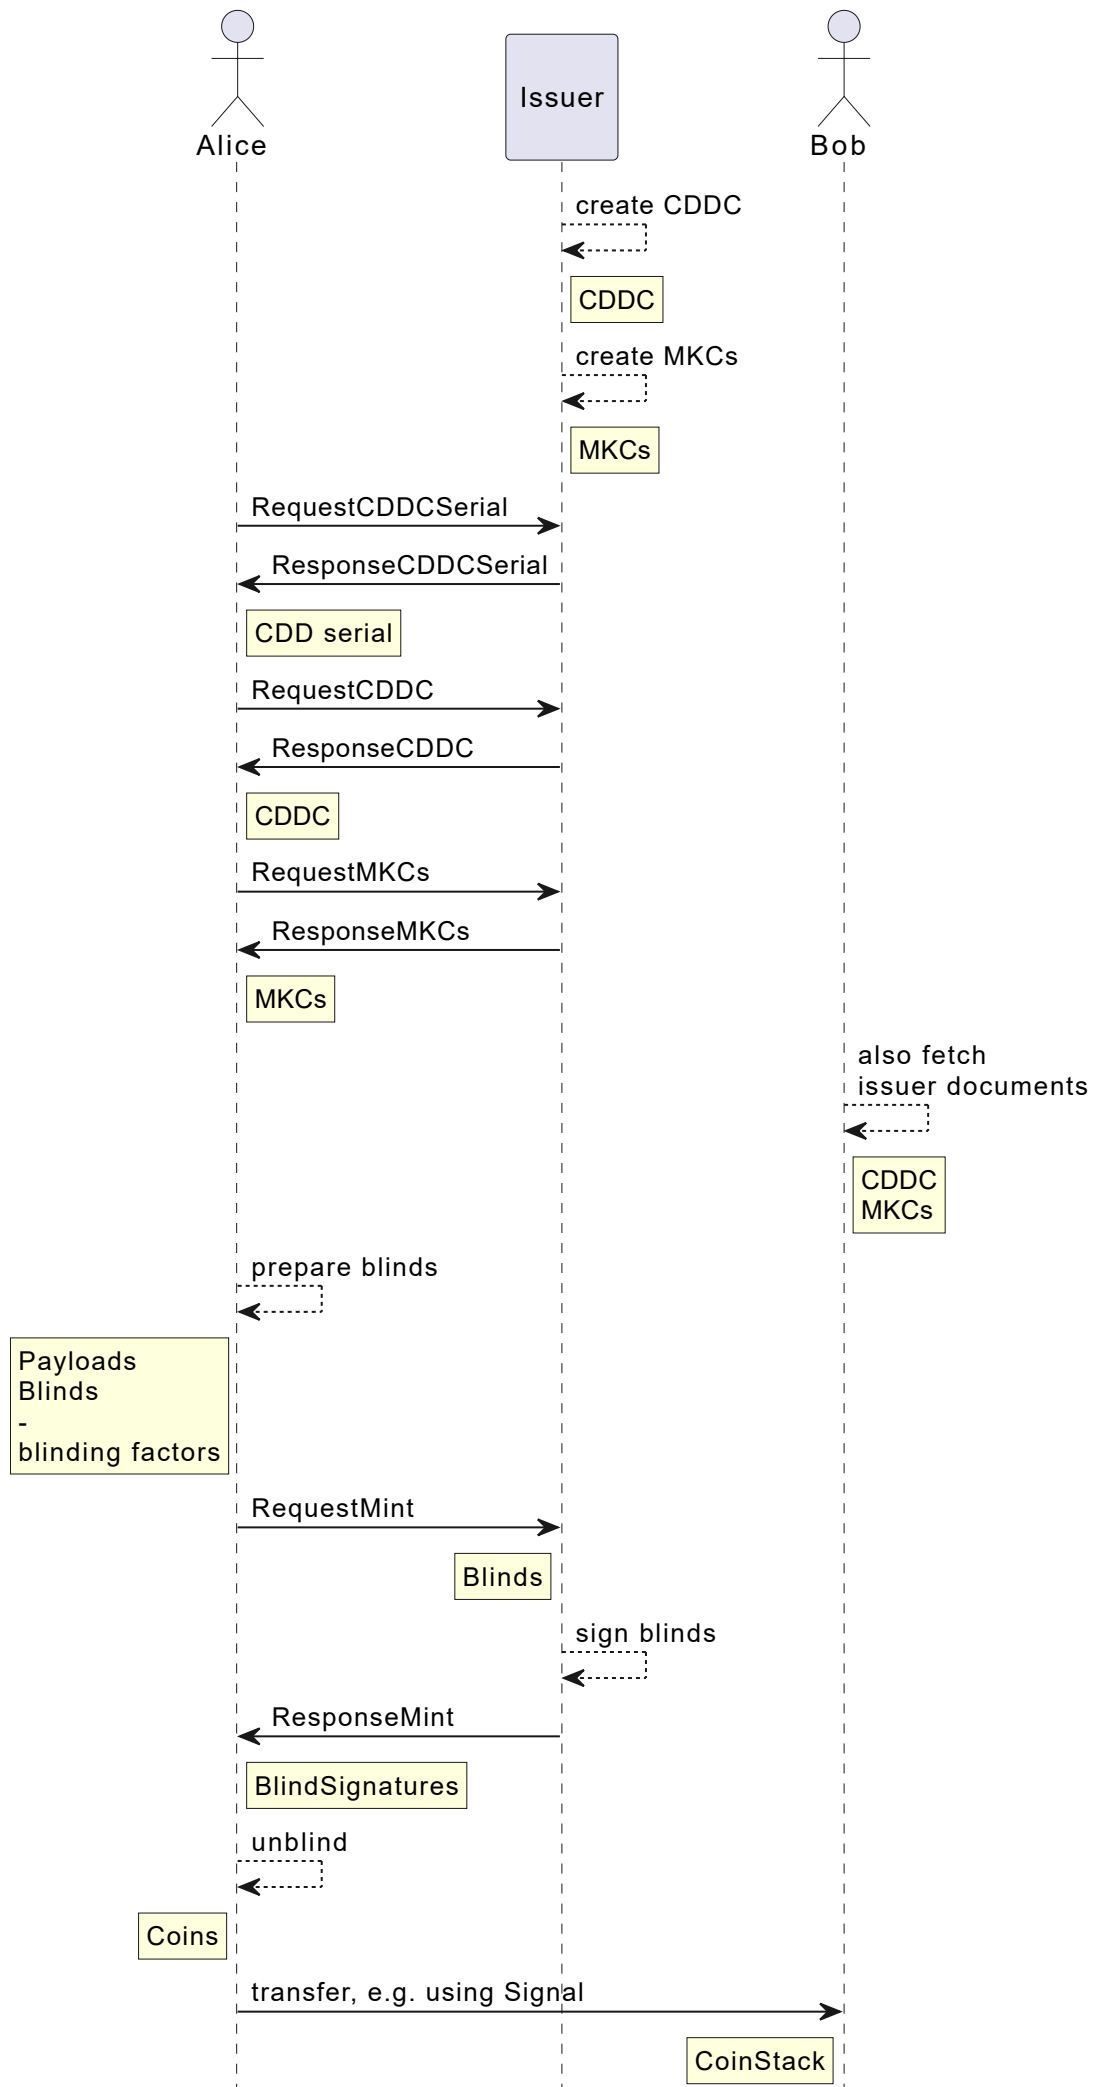 Alice
Issuer
Bob
create CDDC
CDDC
create MKCs
MKCs
RequestCDDCSerial
ResponseCDDCSerial
CDD serial
RequestCDDC
ResponseCDDC
CDDC
RequestMKCs
ResponseMKCs
MKCs
also fetch
issuer documents
CDDC
MKCs
prepare blinds
Payloads
Blinds
-
blinding factors
RequestMint
Blinds
sign blinds
ResponseMint
BlindSignatures
unblind
Coins
transfer, e.g. using Signal
CoinStack